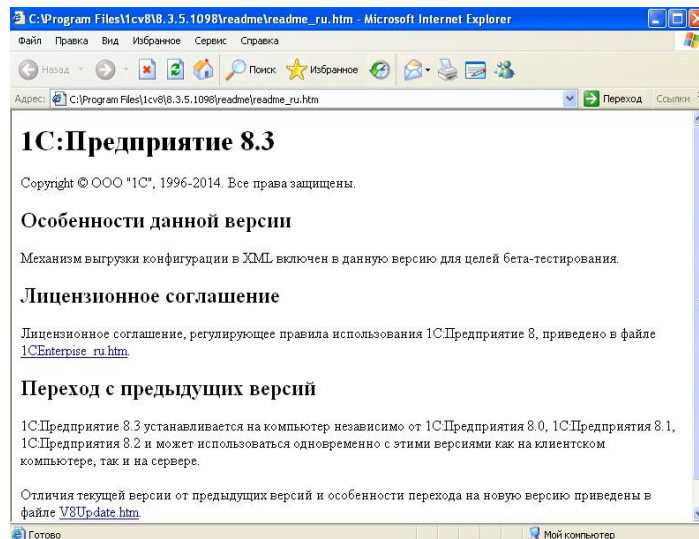 C:\Program Files\1cv8\8.3.5.1098\readme\readme_ru.htm - Microsoft Internet Explorer
Файл Правка Вид Избранное Сервис Справка
Назад Поиск Избранное
Адрес: C:\Program Files\1cv8\8.3.5.1098\readme\readme_ru.htm Переход Ссылки
1С:Предприятие 8.3
Copyright © ООО "1С", 1996-2014. Все права защищены.
Особенности данной версии
Механизм выгрузки конфигурации в XML включен в данную версию для целей бета-тестирования.
Лицензионное соглашение
Лицензионное соглашение, регулирующее правила использования 1С:Предприятие 8, приведено в файле
1CEnterpise_ru.htm.
Переход с предыдущих версий
1С:Предприятие 8.3 устанавливается на компьютер независимо от 1С:Предприятия 8.0, 1С:Предприятия 8.1,
1С:Предприятия 8.2 и может использоваться одновременно с этими версиями как на клиентском
компьютере, так и на сервере.
Отличия текущей версии от предыдущих версий и особенности перехода на новую версию приведены в
файле V8Update.htm.
Готово Мой компьютер